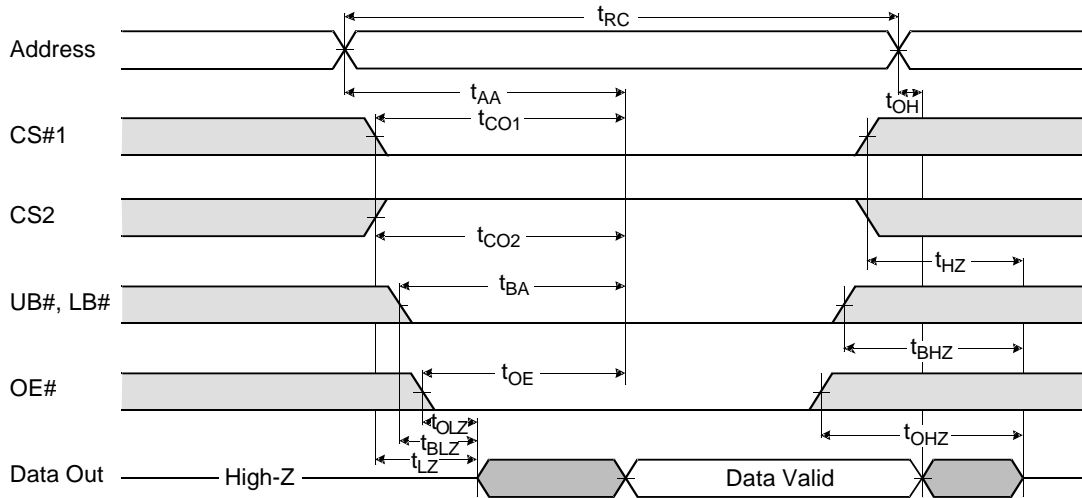 tRC
Address
tAA
tOH
CS#1
tCO1
CS2
tCO2
tHZ
UB#, LB#
tBA
tBHZ
OE#
tOE
tOLZ
tOHZ
tBLZ
tLZ
Data Out
High-Z
Data Valid